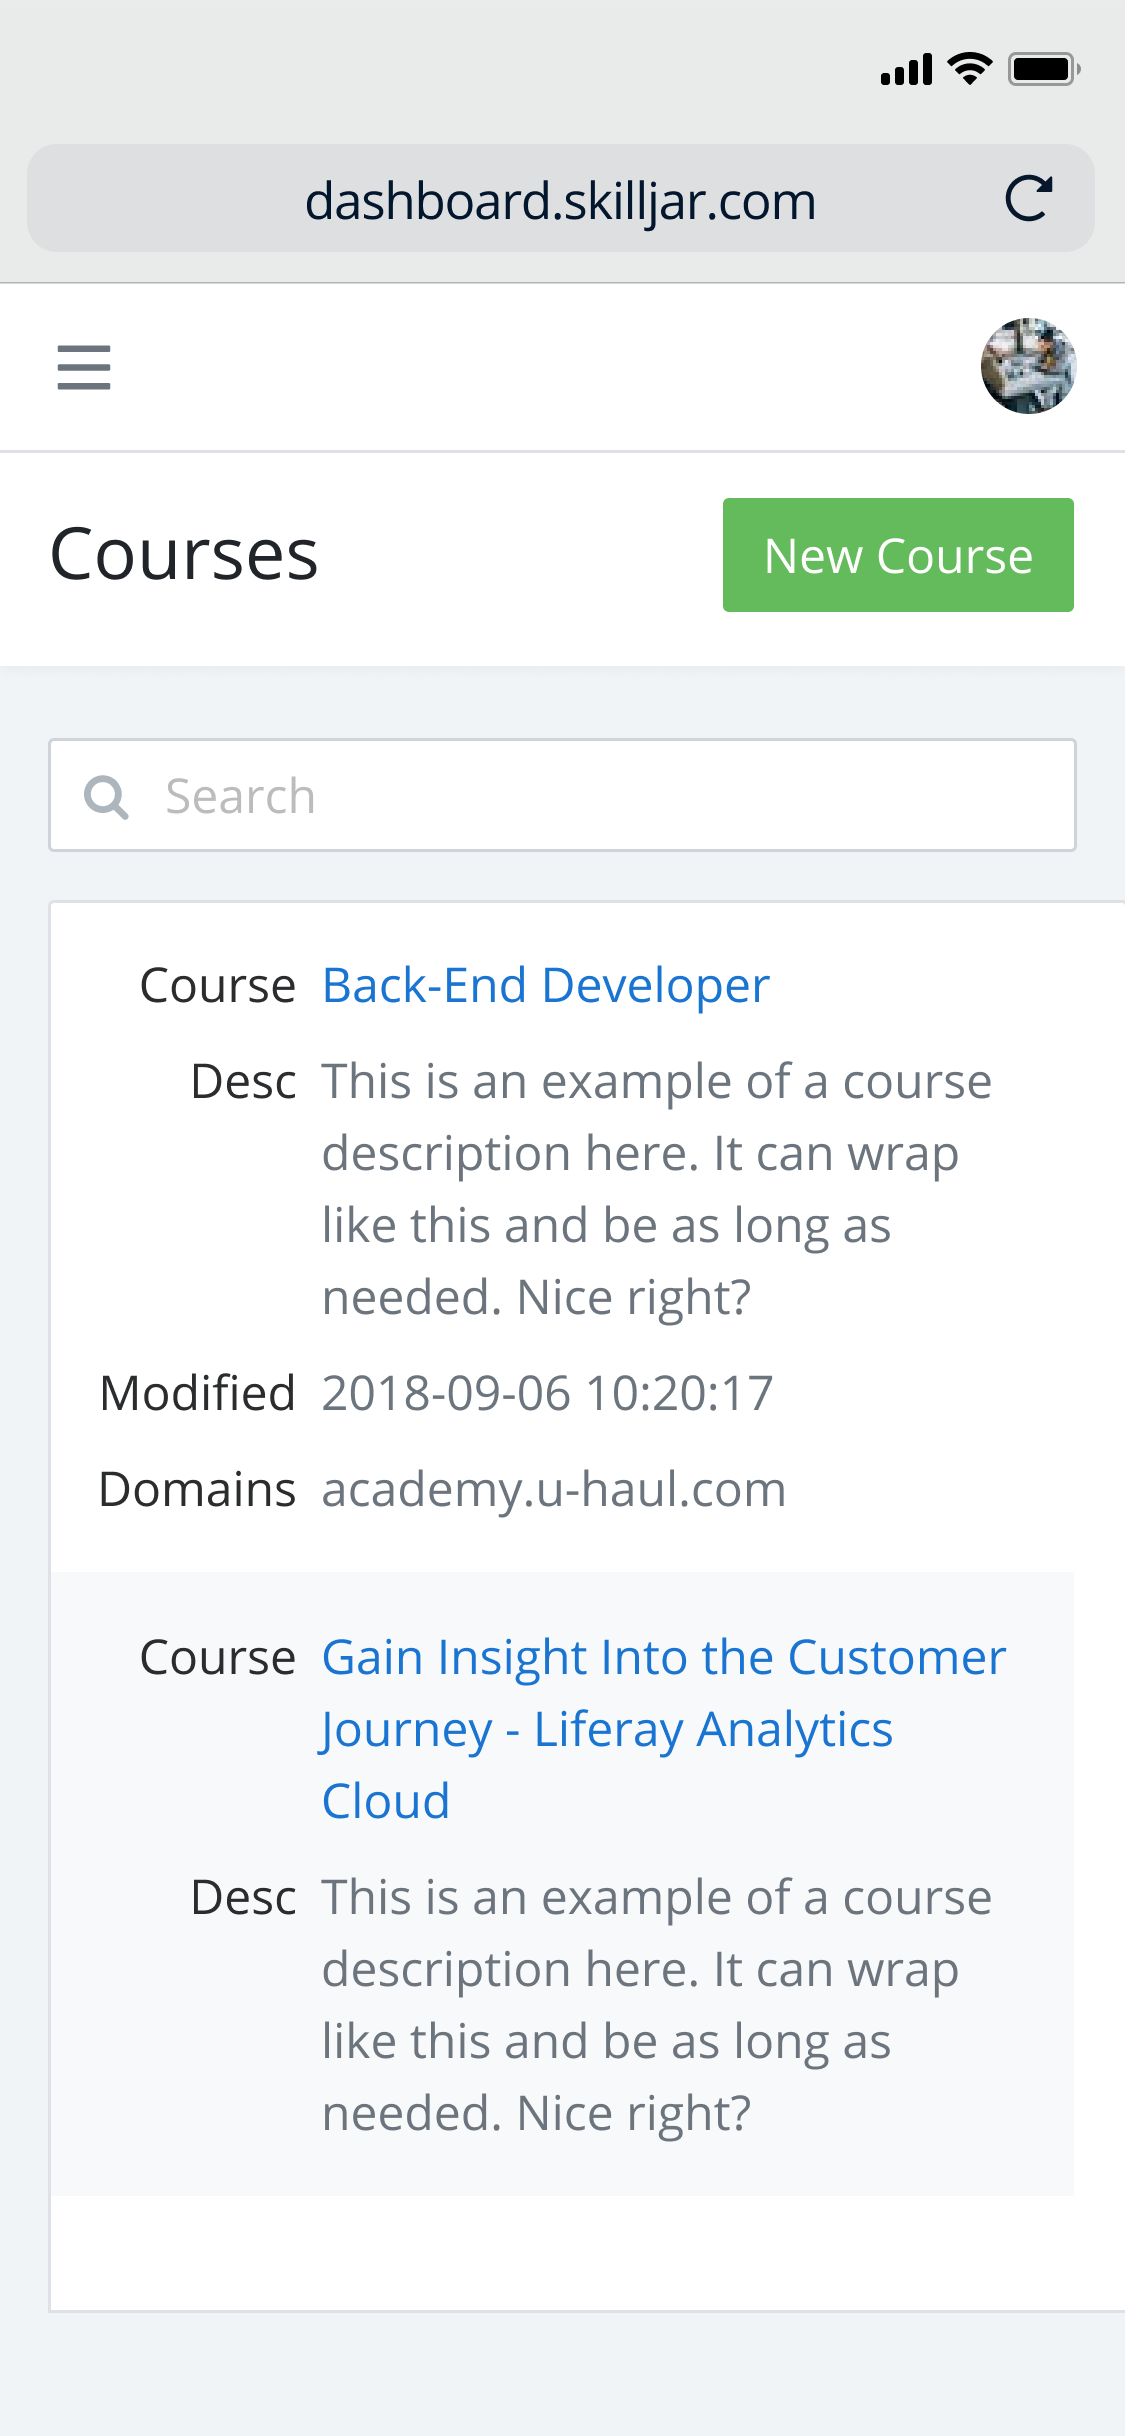 dashboard.skilljar.com
Courses
New Course
Search
Course Back-End Developer
Desc This is an example of a course
description here. It can wrap
like this and be as long as
needed. Nice right?
Modified 2018-09-06 10:20:17
Domains academy.u-haul.com
Course Gain Insight Into the Customer
Journey - Liferay Analytics
Cloud
Desc This is an example of a course
description here. It can wrap
like this and be as long as
needed. Nice right?